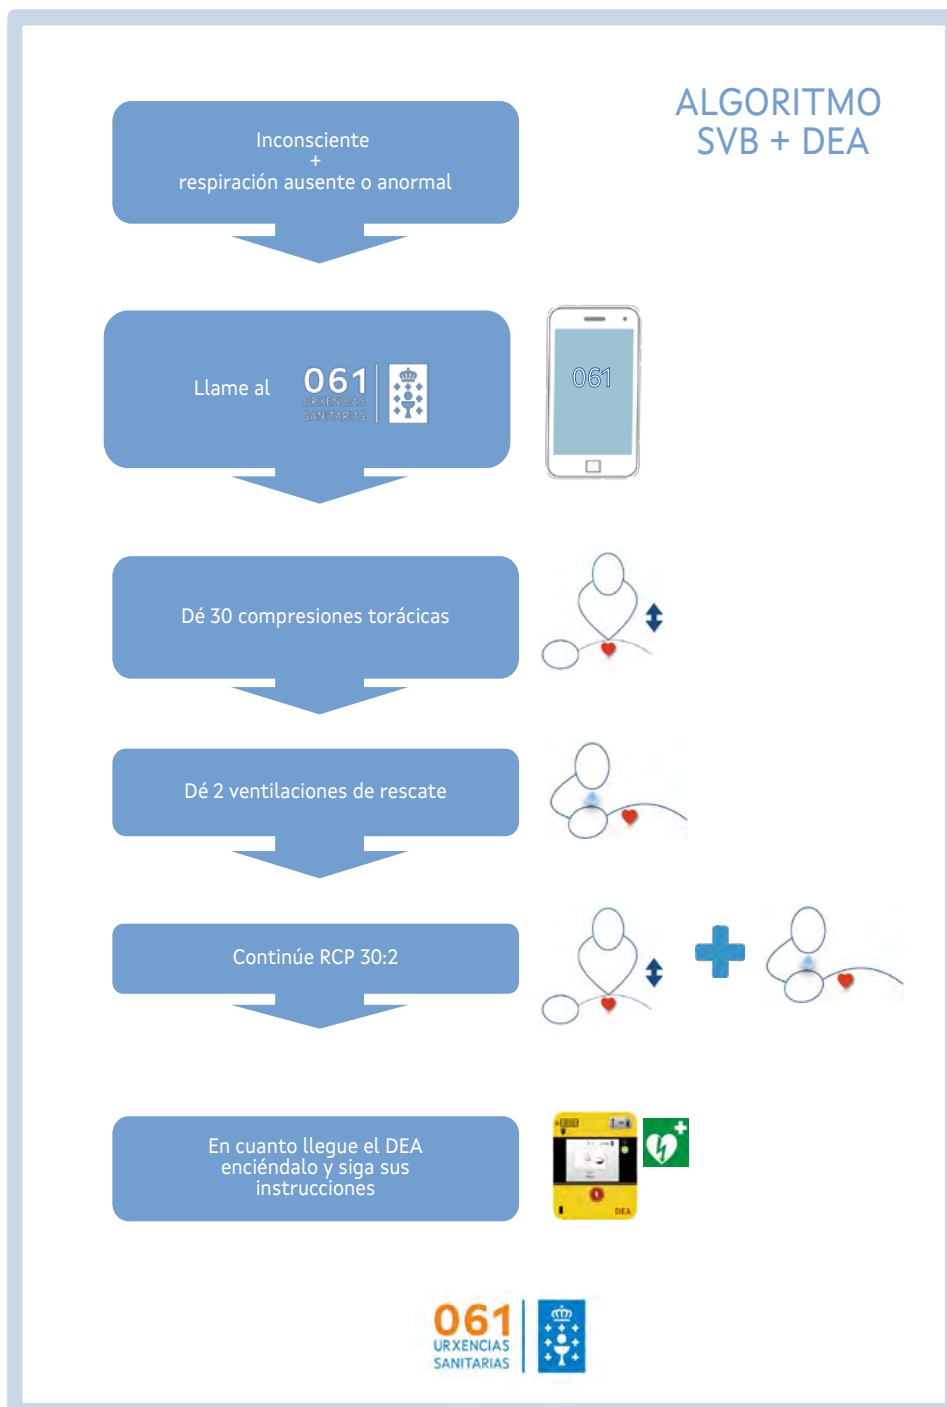 ALGORITMO
SVB + DEA
Inconsciente
+
respiración ausente o anormal
Llame al
061
URXENCIAS
SANITARIAS
061
Dé 30 compresiones torácicas
Dé 2 ventilaciones de rescate
Continúe RCP 30:2
En cuanto llegue el DEA
enciéndalo y siga sus
instrucciones
DEA
061
URXENCIAS
SANITARIAS